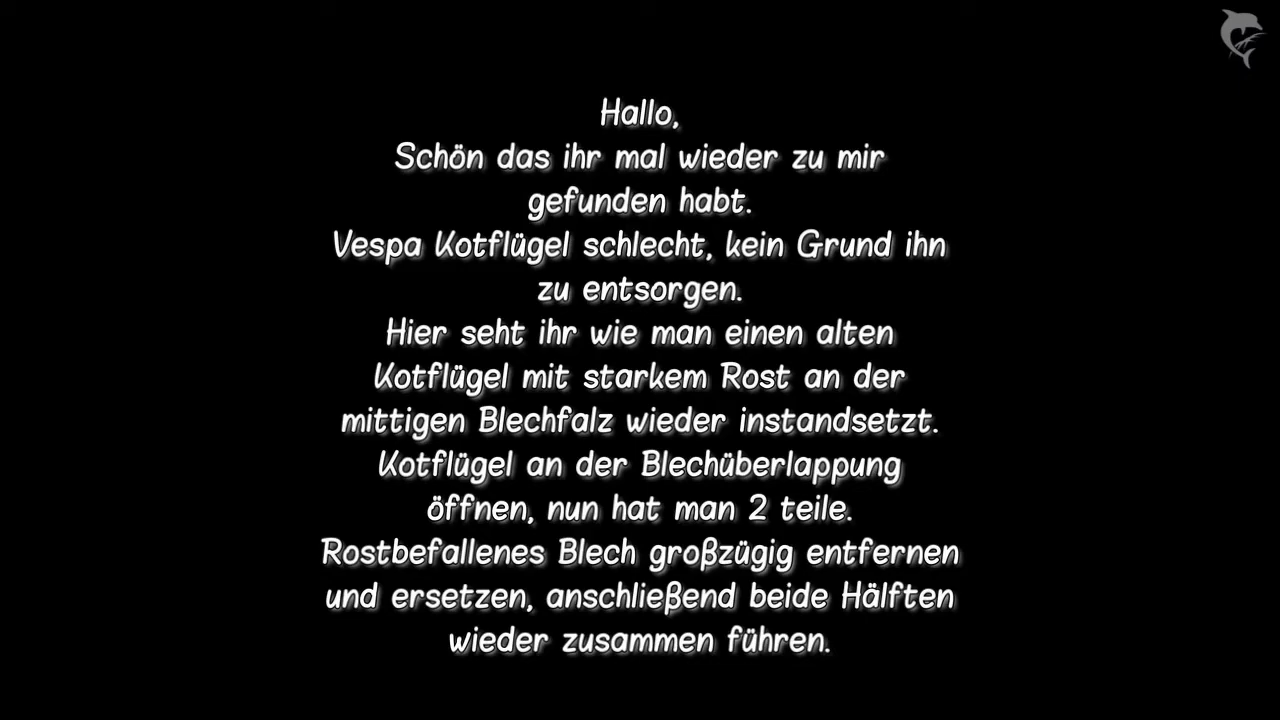 Hallo,
Schön das ihr mal wieder zu mir
gefunden habt.
Vespa Kotflügel schlecht, kein Grund ihn
zu entsorgen.
Hier seht ihr wie man einen alten
Kotflügel mit starkem Rost an der
mittigen Blechfalz wieder instandsetzt.
Kotflügel an der Blechüberlappung
öffnen, nun hat man 2 teile.
Rostbefallenes Blech großzügig entfernen
und ersetzen, anschließend beide Hälften
wieder zusammen führen.